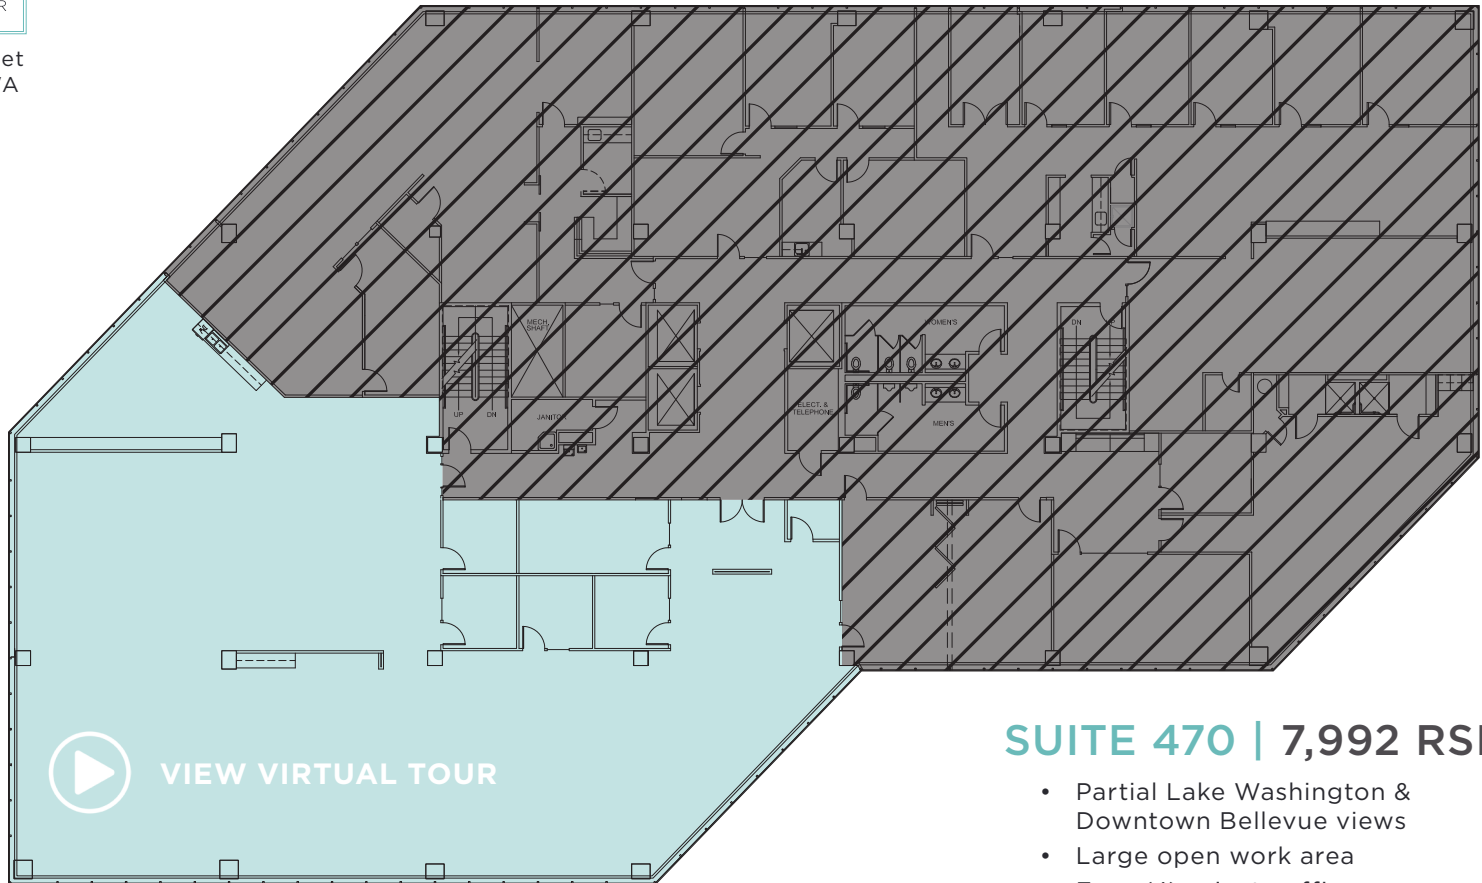 R
et
/A
MECH.
SHAFT
WOMEN'S
DN
UP
DN
JANITOR
ELECT. &
TELEPHONE
MEN'S
SUITE 470 | 7,992 RS
• Partial Lake Washington &
Downtown Bellevue views
• Large open work area
VIEW VIRTUAL TOUR